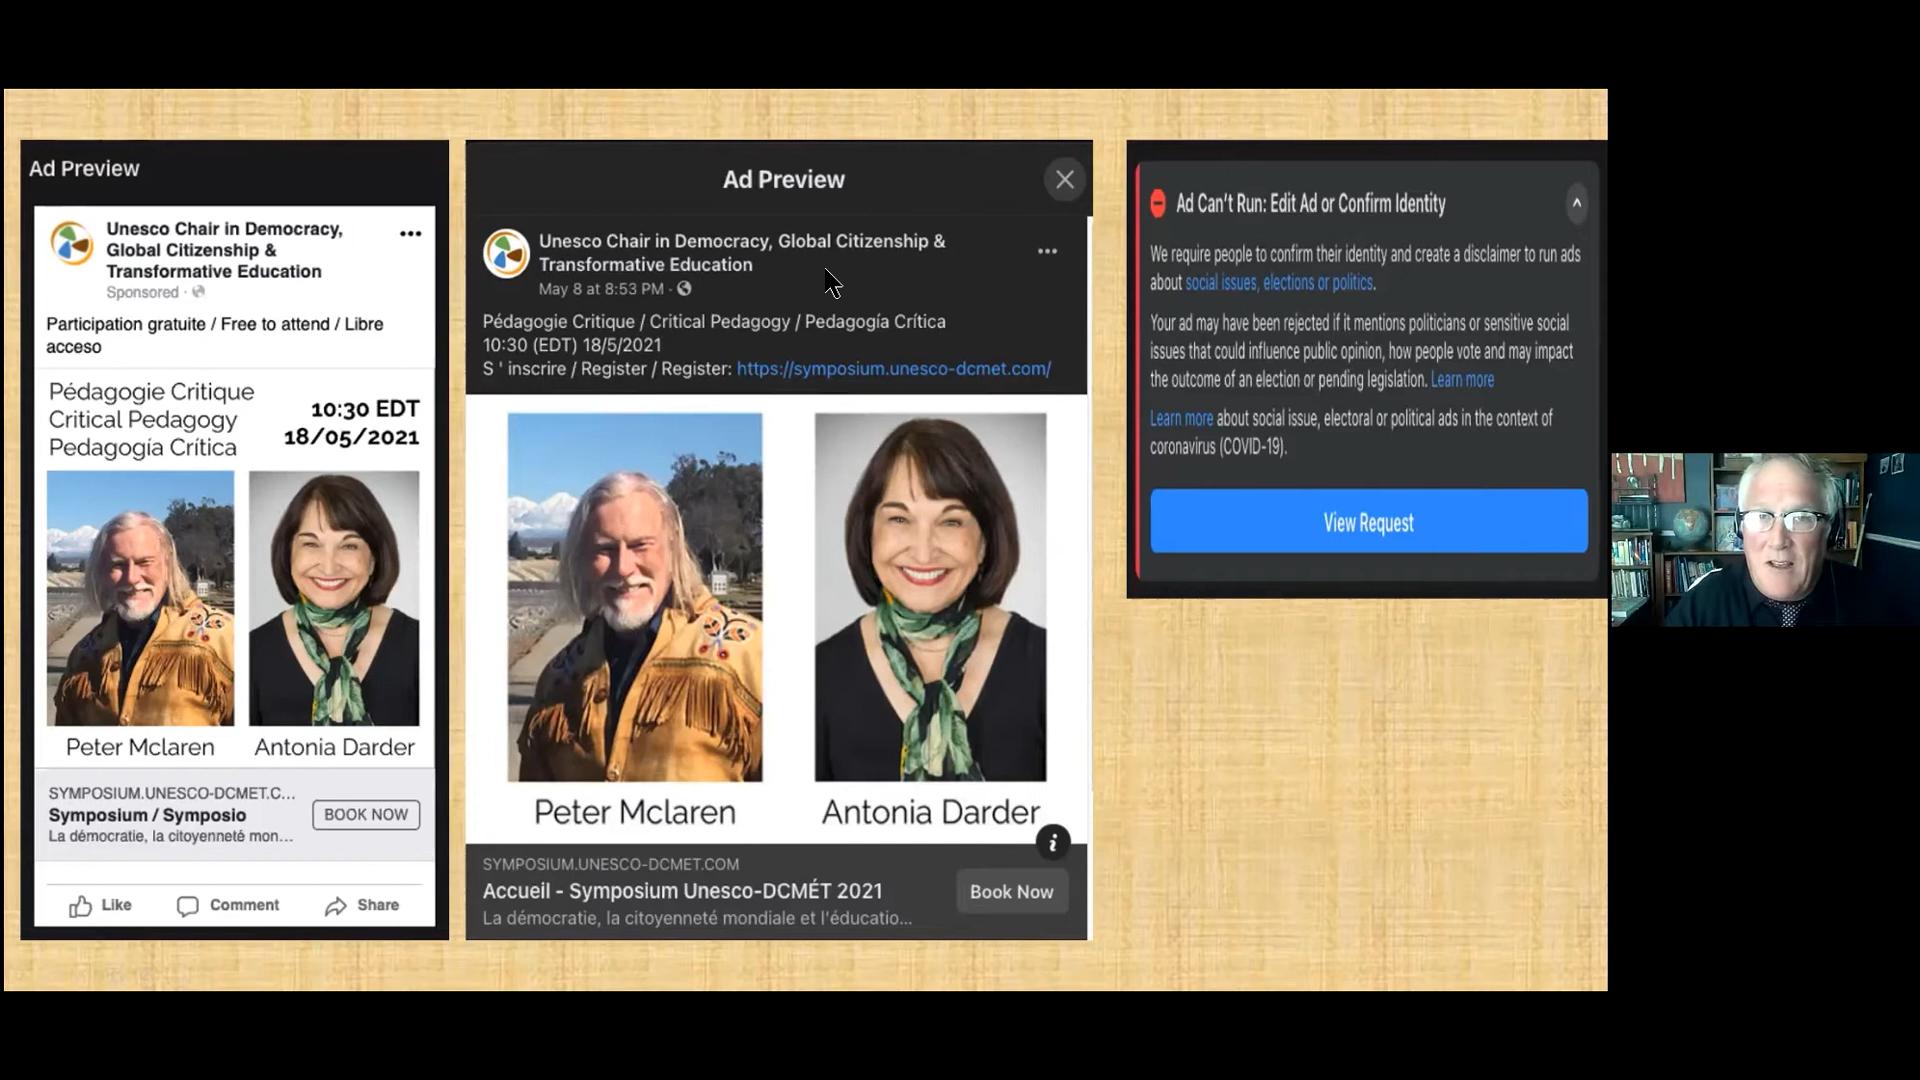 Ad Preview
Unesco Chair in Democracy,
Global Citizenship &
Transformative Education
Sponsored ·
Participation gratuite / Free to attend / Libre
acceso
Pédagogie Critique
Critical Pedagogy
Pedagogía Crítica
10:30 EDT
18/05/2021
Peter Mclaren
Antonia Darder
SYMPOSIUM.UNESCO-DCMET.C...
Symposium / Symposio
La démocratie, la citoyenneté mon...
BOOK NOW
Like
Comment
Share
Ad Preview
Unesco Chair in Democracy, Global Citizenship &
Transformative Education
May 8 at 8:53 PM ·
Pédagogie Critique / Critical Pedagogy / Pedagogía Crítica
10:30 (EDT) 18/5/2021
S ' inscrire / Register / Register: https://symposium.unesco-dcmet.com/
Peter Mclaren
Antonia Darder
SYMPOSIUM.UNESCO-DCMET.COM
Accueil - Symposium Unesco-DCMÉT 2021
La démocratie, la citoyenneté mondiale et l'éducatio...
Book Now
Ad Can't Run: Edit Ad or Confirm Identity
We require people to confirm their identity and create a disclaimer to run ads
about social issues, elections or politics.
Your ad may have been rejected if it mentions politicians or sensitive social
issues that could influence public opinion, how people vote and may impact
the outcome of an election or pending legislation. Learn more
Learn more about social issue, electoral or political ads in the context of
coronavirus (COVID-19).
View Request